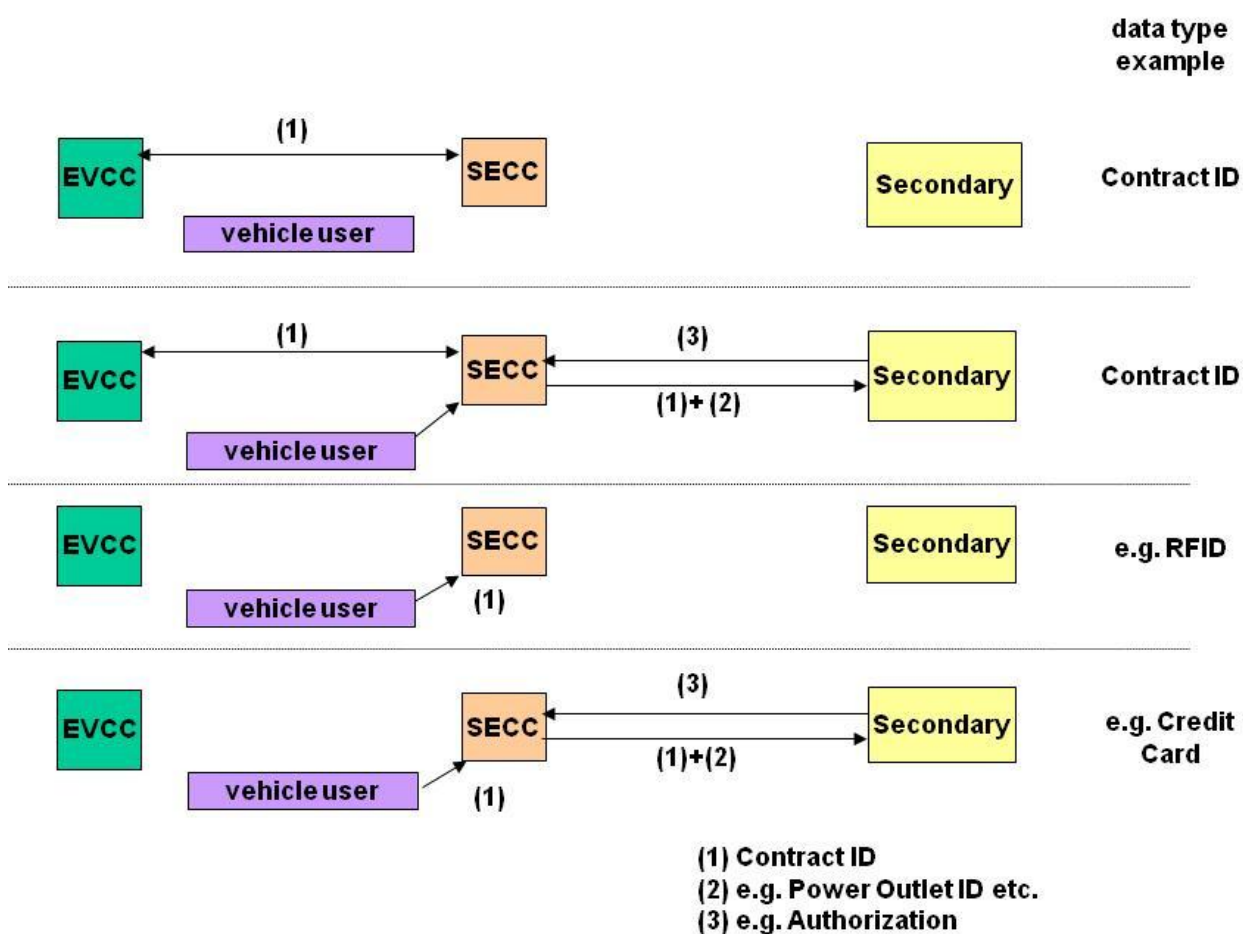 data type
example
(1)
EVCC
SECC
Secondary
Contract ID
vehicle user
(1)
(3)
EVCC
SECC
Secondary
Contract ID
(1)+ (2)
vehicle user
EVCC
SECC
Secondary
e.g. RFID
vehicle user
(1)
(3)
EVCC
SECC
Secondary
e.g. Credit
Card
(1)+(2)
vehicle user
(1)
(1) Contract ID
(2) e.g. Power Outlet ID etc.
(3) e.g. Authorization